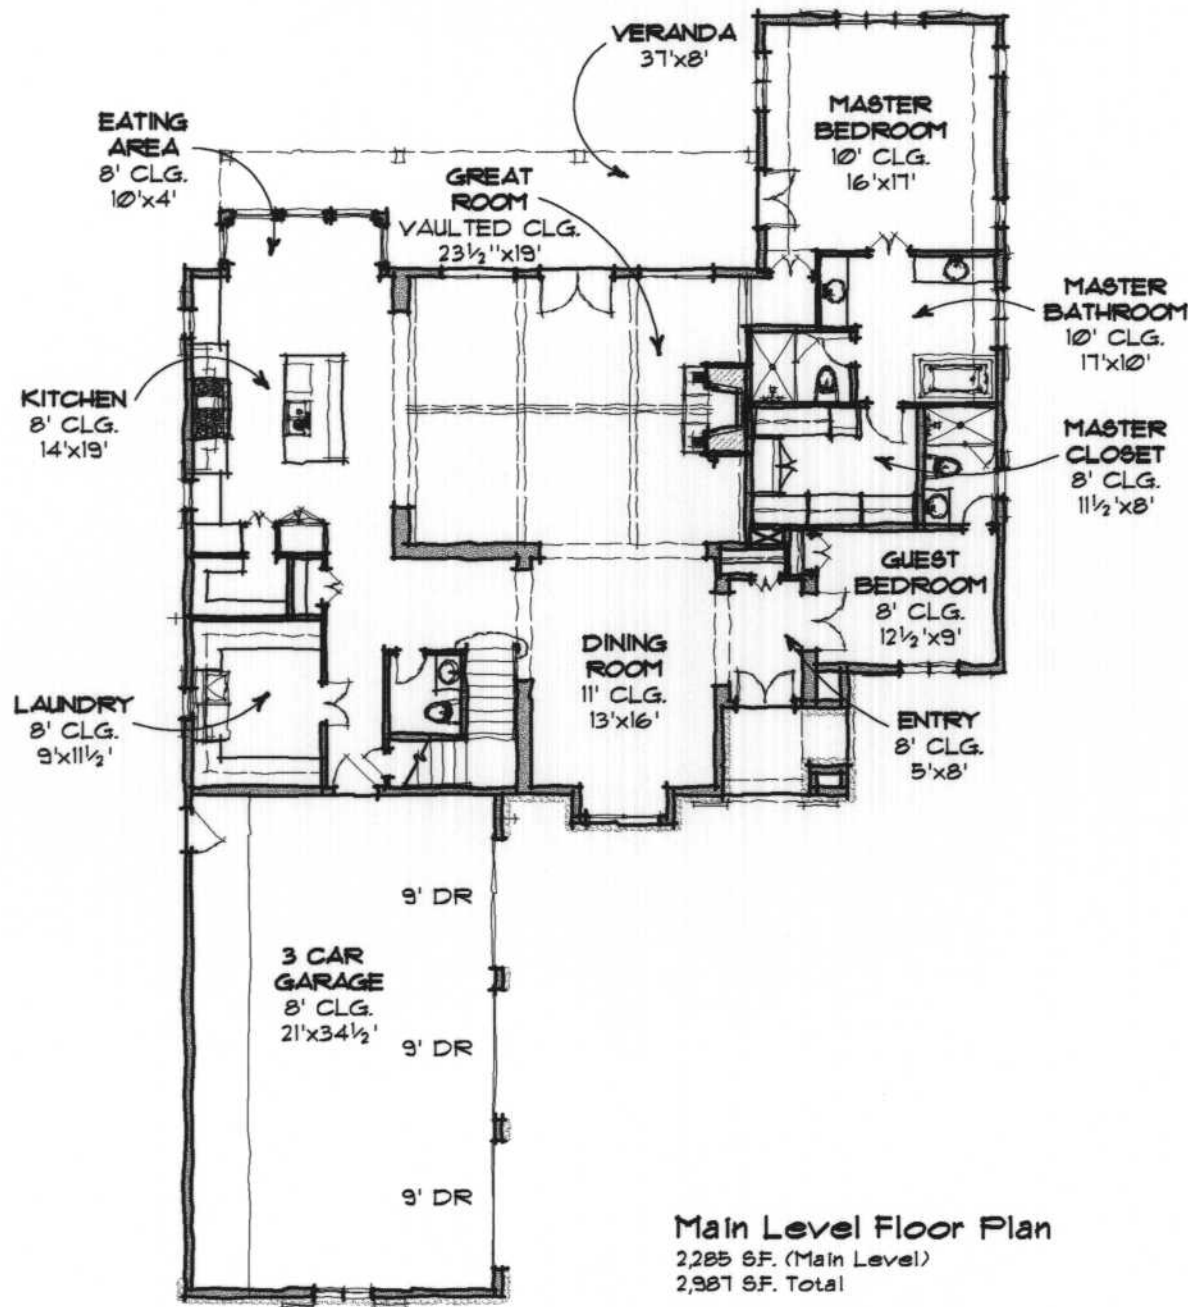 VERANDA
37'x8'
EATING
AREA
8' CLG.
10'x4'
GREAT
ROOM
VAULTED CLG.
23½"x19'
MASTER
BEDROOM
10' CLG.
16'x17'
MASTER
BATHROOM
10' CLG.
17'x10'
KITCHEN
8' CLG.
14'x19'
MASTER
CLOSET
8' CLG.
11½'x8'
GUEST
BEDROOM
8' CLG.
12½'x9'
DINING
ROOM
11' CLG.
13'x16'
LAUNDRY
8' CLG.
9'x11½'
ENTRY
8' CLG.
5'x8'
9' DR
3 CAR
GARAGE
8' CLG.
21'x34½'
9' DR
9' DR
Main Level Floor Plan
2,285 S.F. (Main Level)
2,987 S.F. Total